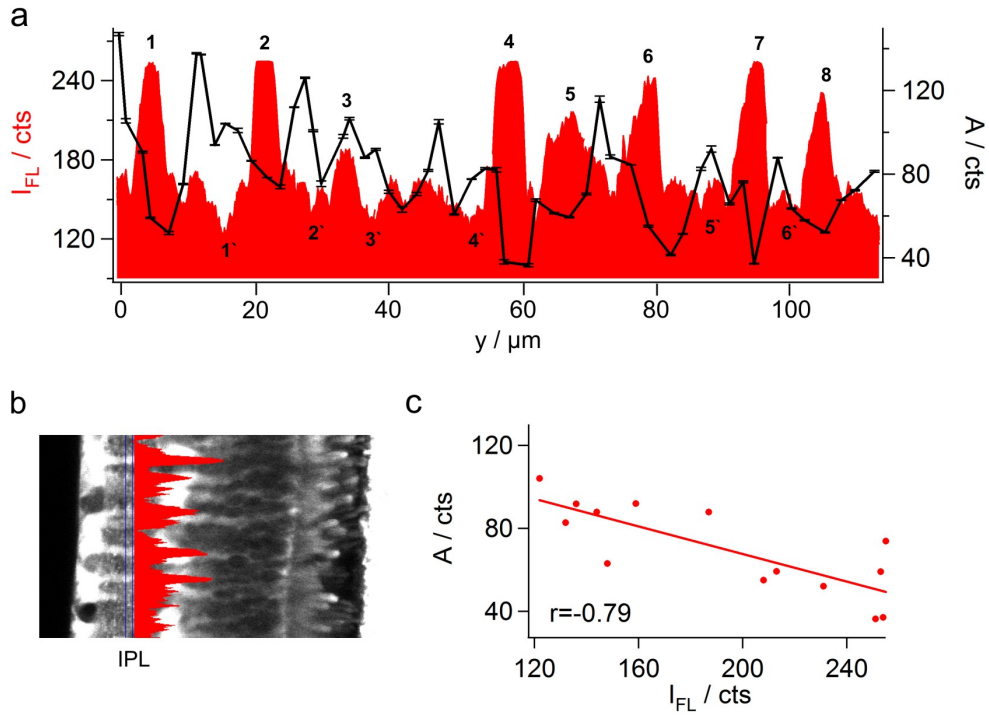 a
1 2 4 6 7
3 5 8
240
180
120
I_FL / cts
120
80
40
A / cts
1` 2` 3` 4` 5` 6`
0 20 40 60 80 100
y / µm
b
IPL
c
120
80
40
A / cts
r=-0.79
120 160 200 240
I_FL / cts